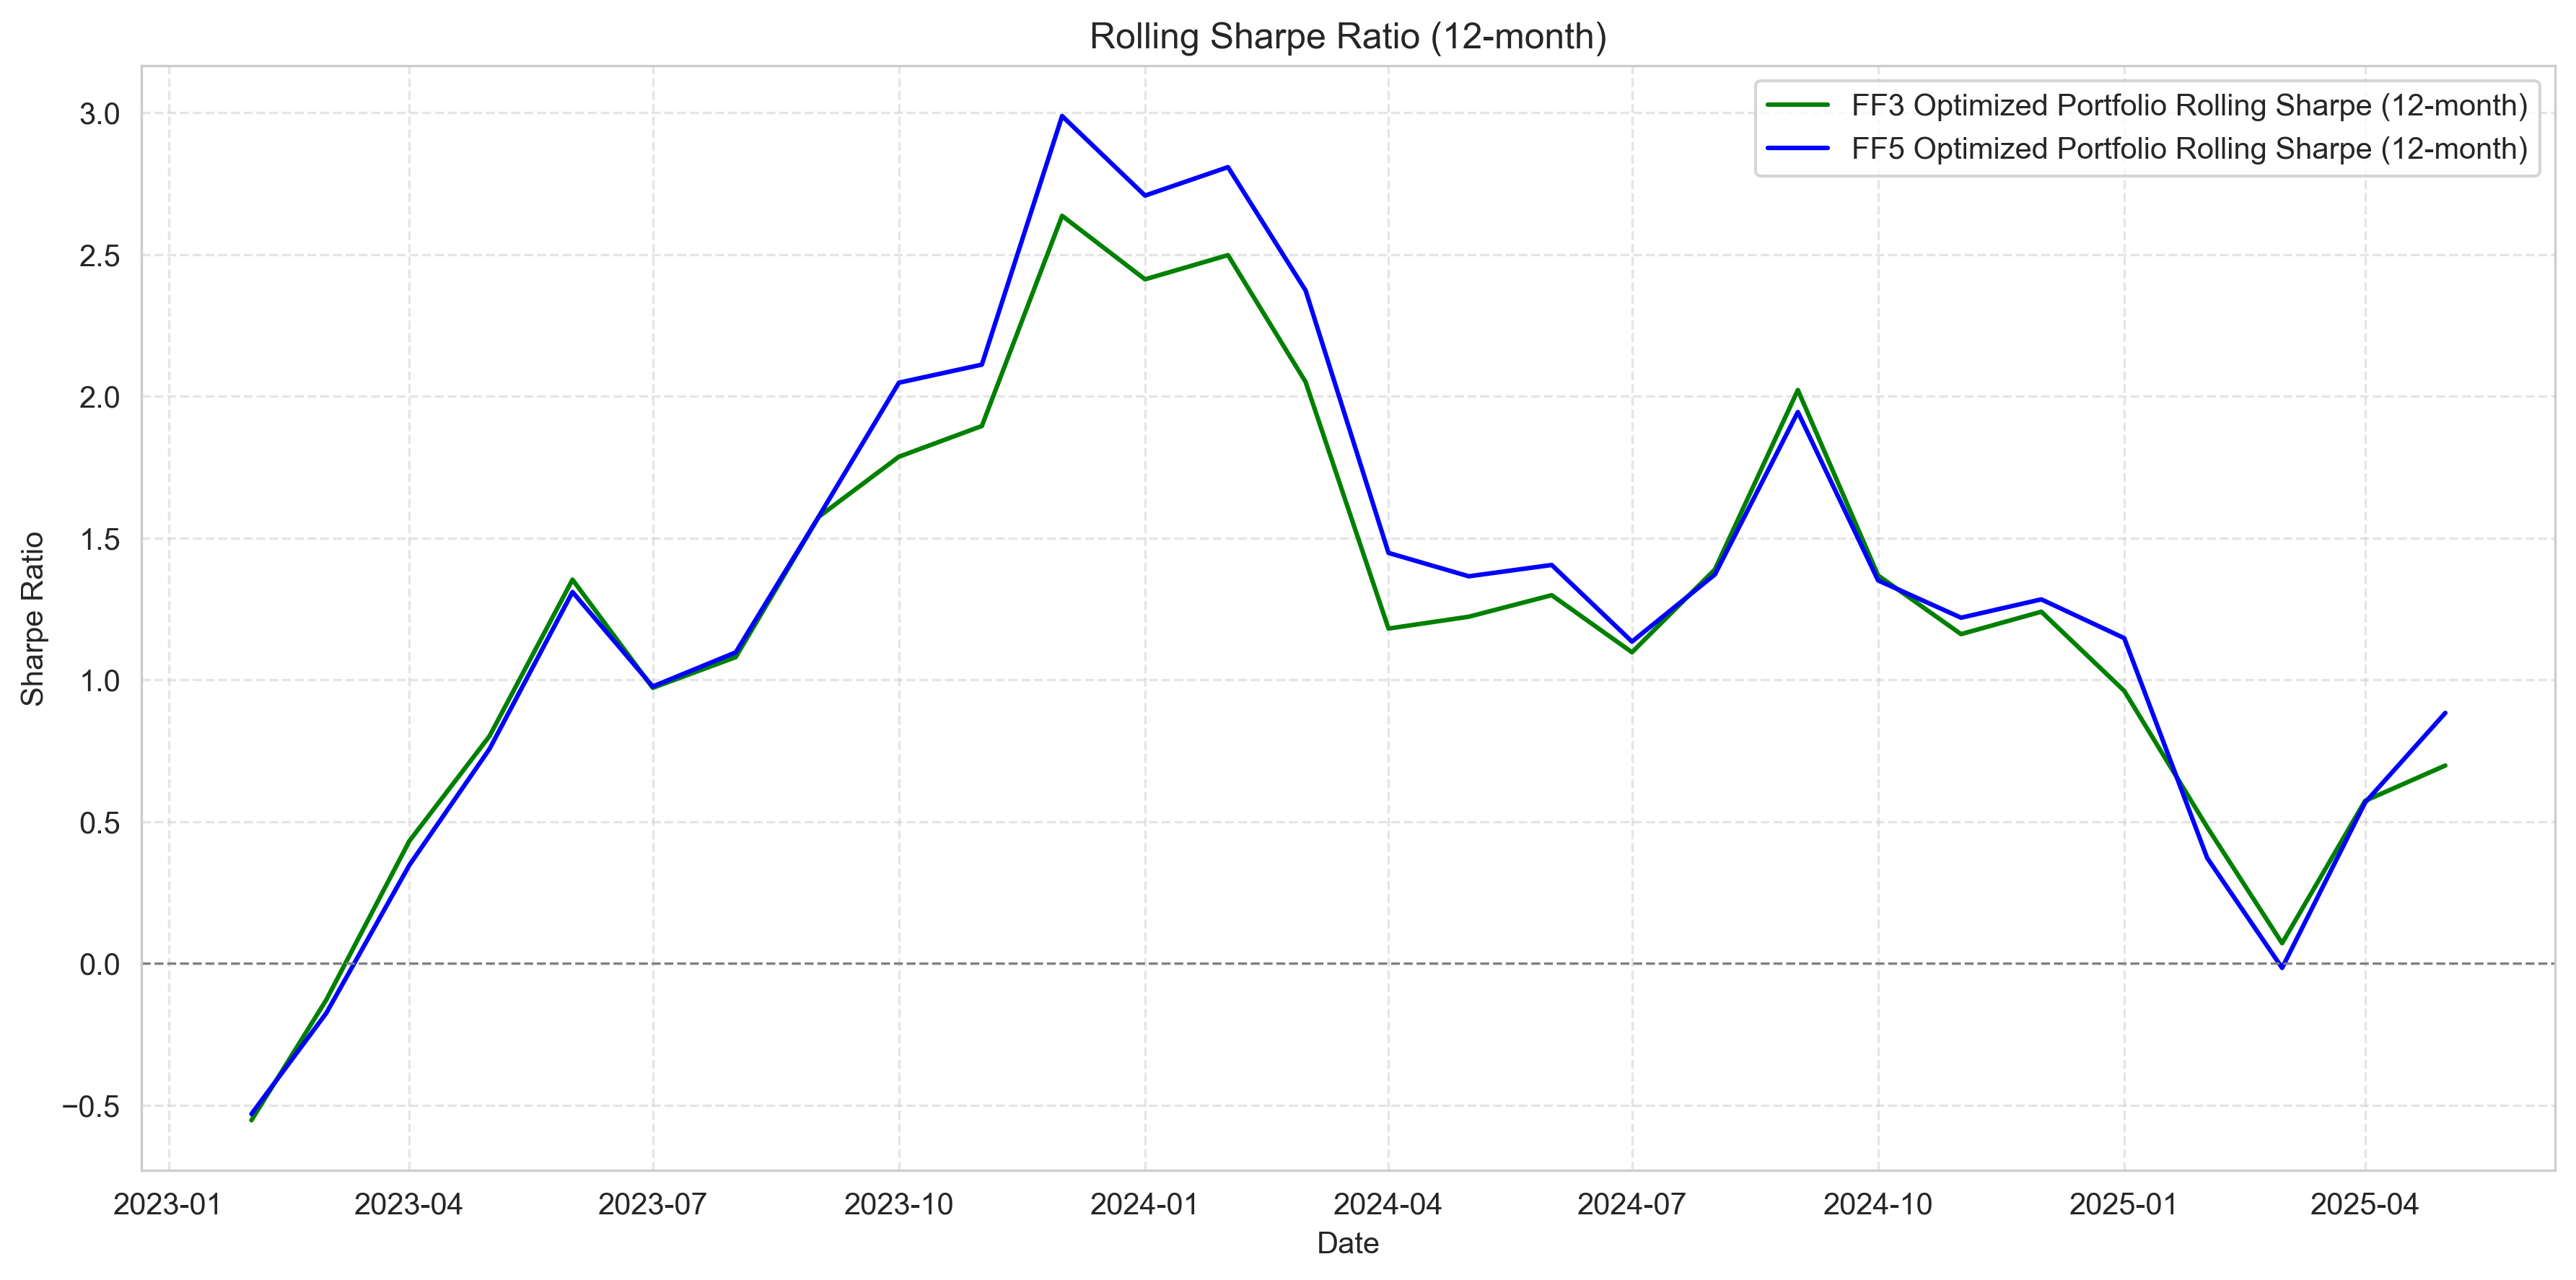 Rolling Sharpe Ratio (12-month)
FF3 Optimized Portfolio Rolling Sharpe (12-month)
FF5 Optimized Portfolio Rolling Sharpe (12-month)
Sharpe Ratio
3.0
2.5
2.0
1.5
1.0
0.5
0.0
−0.5
2023-01 2023-04 2023-07 2023-10 2024-01 2024-04 2024-07 2024-10 2025-01 2025-04
Date